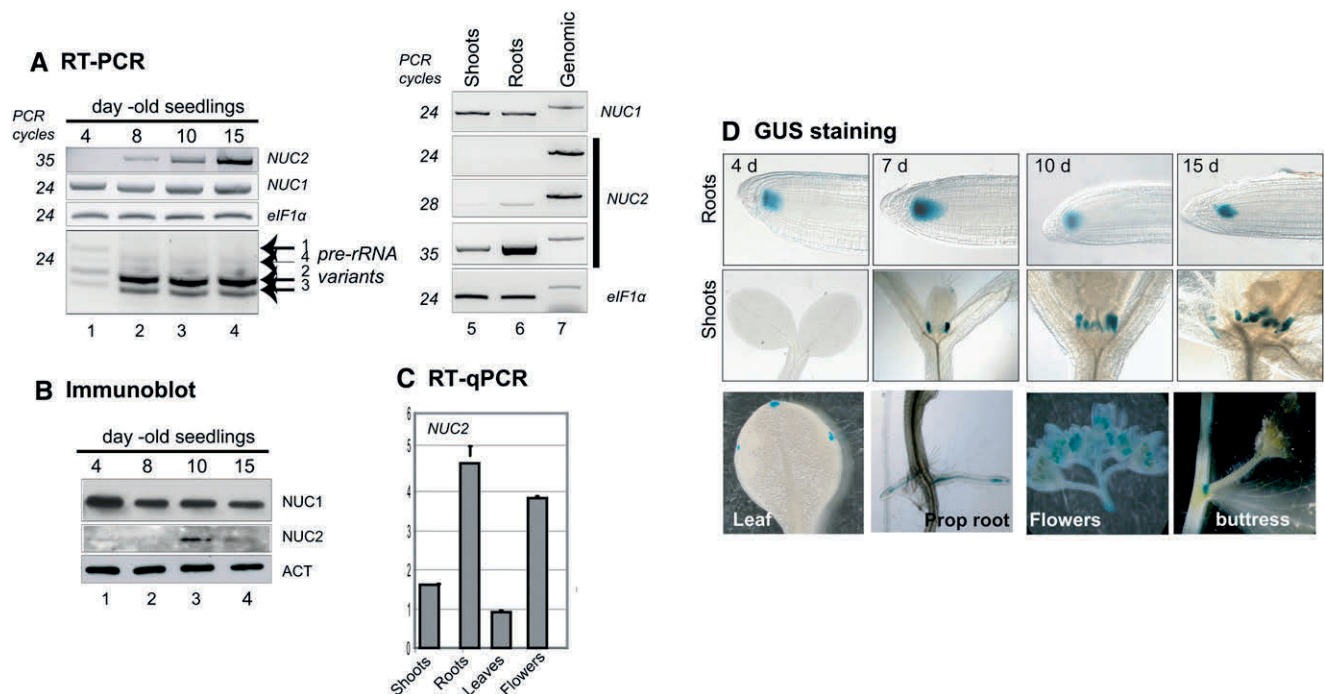 A RT-PCR
day -old seedlings
PCR cycles
4 8 10 15
35 NUC2
24 NUC1
24 eIF1α
24
1
4
2
3
pre-rRNA variants
1 2 3 4
PCR cycles
Shoots Roots Genomic
24 NUC1
24
28 NUC2
35
24 eIF1α
5 6 7
B Immunoblot
day -old seedlings
4 8 10 15
NUC1
NUC2
ACT
1 2 3 4
C RT-qPCR
NUC2
6
5
4
3
2
1
0
Shoots Roots Leaves Flowers
D GUS staining
4 d 7 d 10 d 15 d
Roots
Shoots
Leaf Prop root Flowers buttress